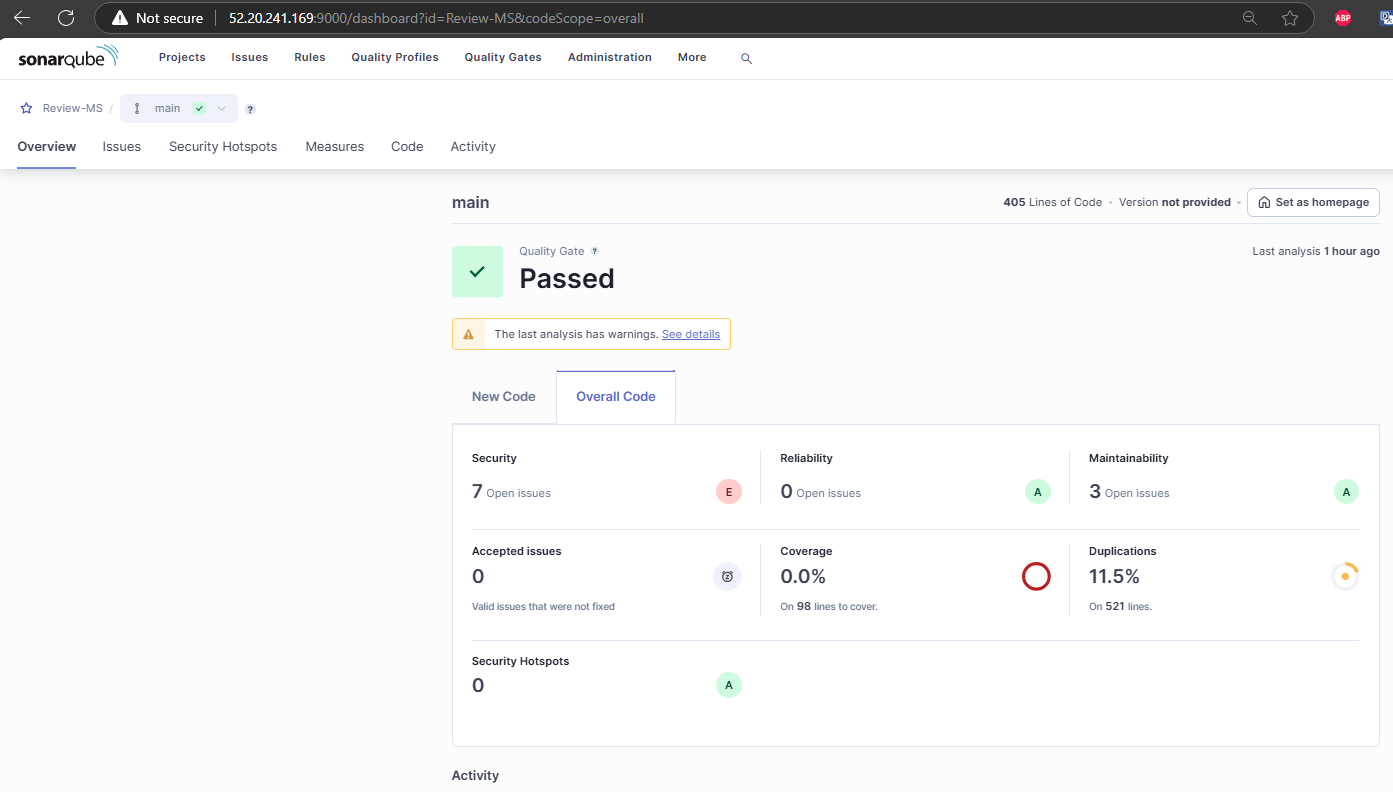 Not secure 52.20.241.169:9000/dashboard?id=Review-MS&codeScope=overall ABP
sonarqube Projects Issues Rules Quality Profiles Quality Gates Administration More
Review-MS / main ?
Overview Issues Security Hotspots Measures Code Activity
main 405 Lines of Code • Version not provided • Set as homepage
Quality Gate ? Last analysis 1 hour ago
Passed
The last analysis has warnings. See details
New Code Overall Code
Security Reliability Maintainability
7 Open issues E 0 Open issues A 3 Open issues A
Accepted issues Coverage Duplications
0 0.0% 11.5%
Valid issues that were not fixed On 98 lines to cover. On 521 lines.
Security Hotspots
0 A
Activity